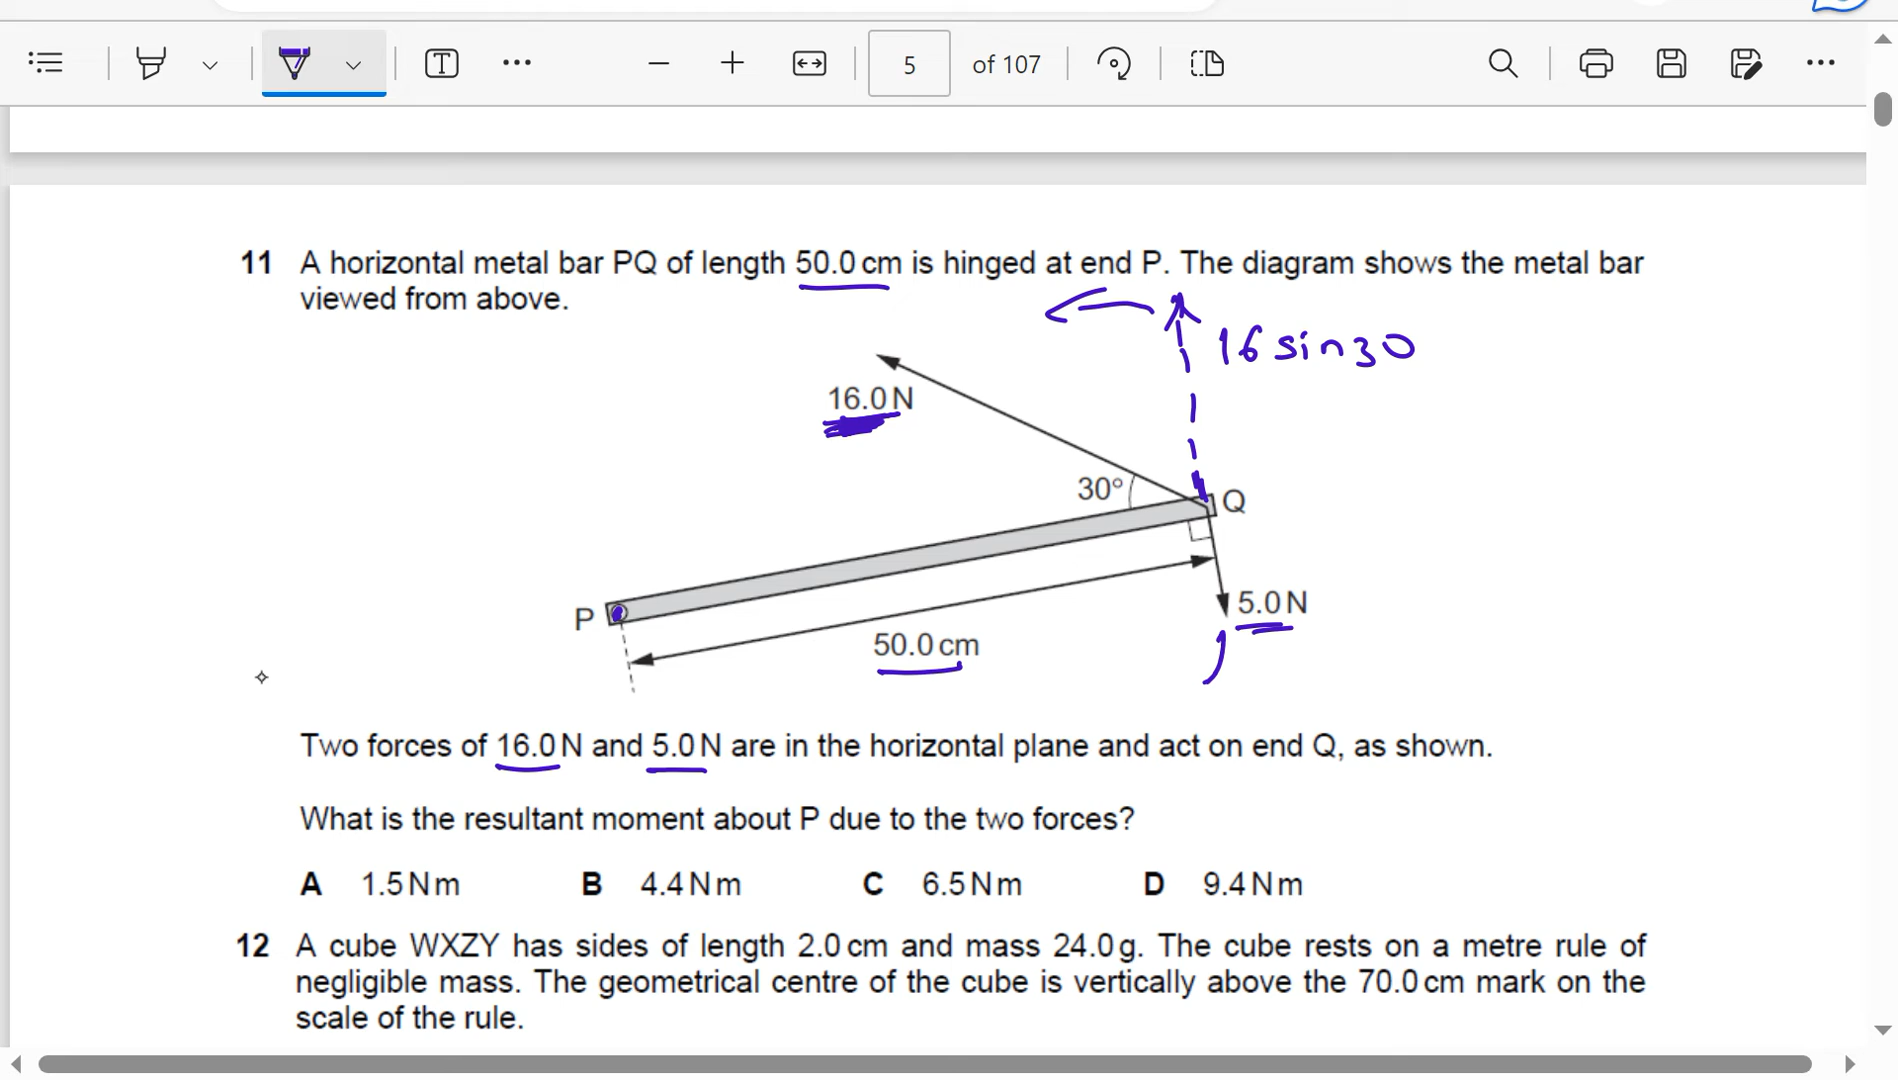 5 of 107
11 A horizontal metal bar PQ of length 50.0 cm is hinged at end P. The diagram shows the metal bar
viewed from above.
16 sin 30
16.0 N
30°
Q
P
5.0 N
50.0 cm
Two forces of 16.0 N and 5.0 N are in the horizontal plane and act on end Q, as shown.
What is the resultant moment about P due to the two forces?
A 1.5 N m B 4.4 N m C 6.5 N m D 9.4 N m
12 A cube WXZY has sides of length 2.0 cm and mass 24.0 g. The cube rests on a metre rule of
negligible mass. The geometrical centre of the cube is vertically above the 70.0 cm mark on the
scale of the rule.